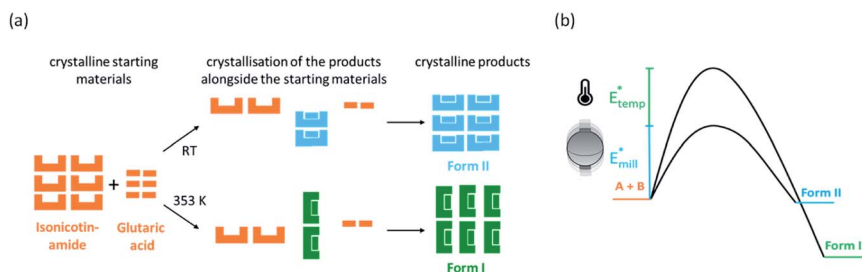 (a)
crystalline starting
materials
crystallisation of the products
alongside the starting materials
crystalline products
RT
353 K
+
Isonicotin-
amide
Glutaric
acid
Form II
Form I
(b)
E*temp
E*mill
A + B
Form II
Form I